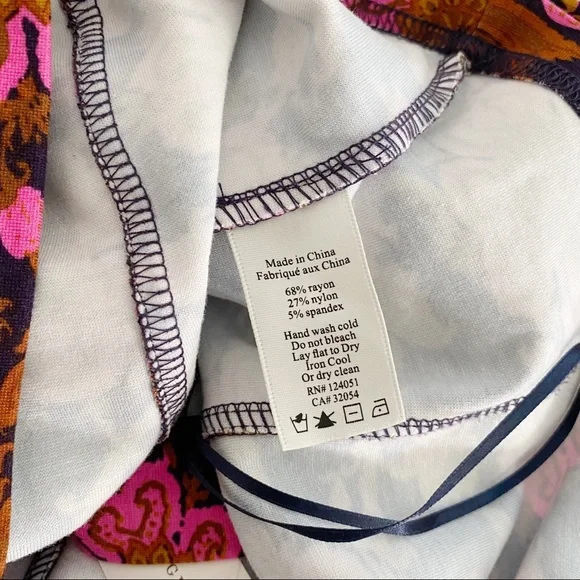 Made in China
Fabriqué aux China
68% rayon
27% nylon
5% spandex
Hand wash cold
Do not bleach
Lay flat to Dry
Iron Cool
Or dry clean
RN# 124051
CA# 32054